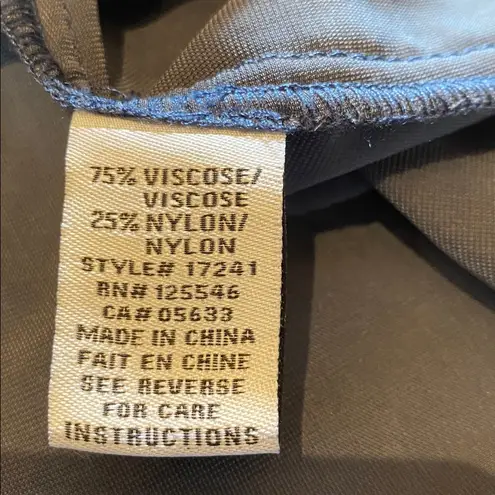 75% VISCOSE/
VISCOSE
25% NYLON/
NYLON
STYLE# 17241
RN# 125546
CA# 05633
MADE IN CHINA
FAIT EN CHINE
SEE REVERSE
FOR CARE
INSTRUCTIONS